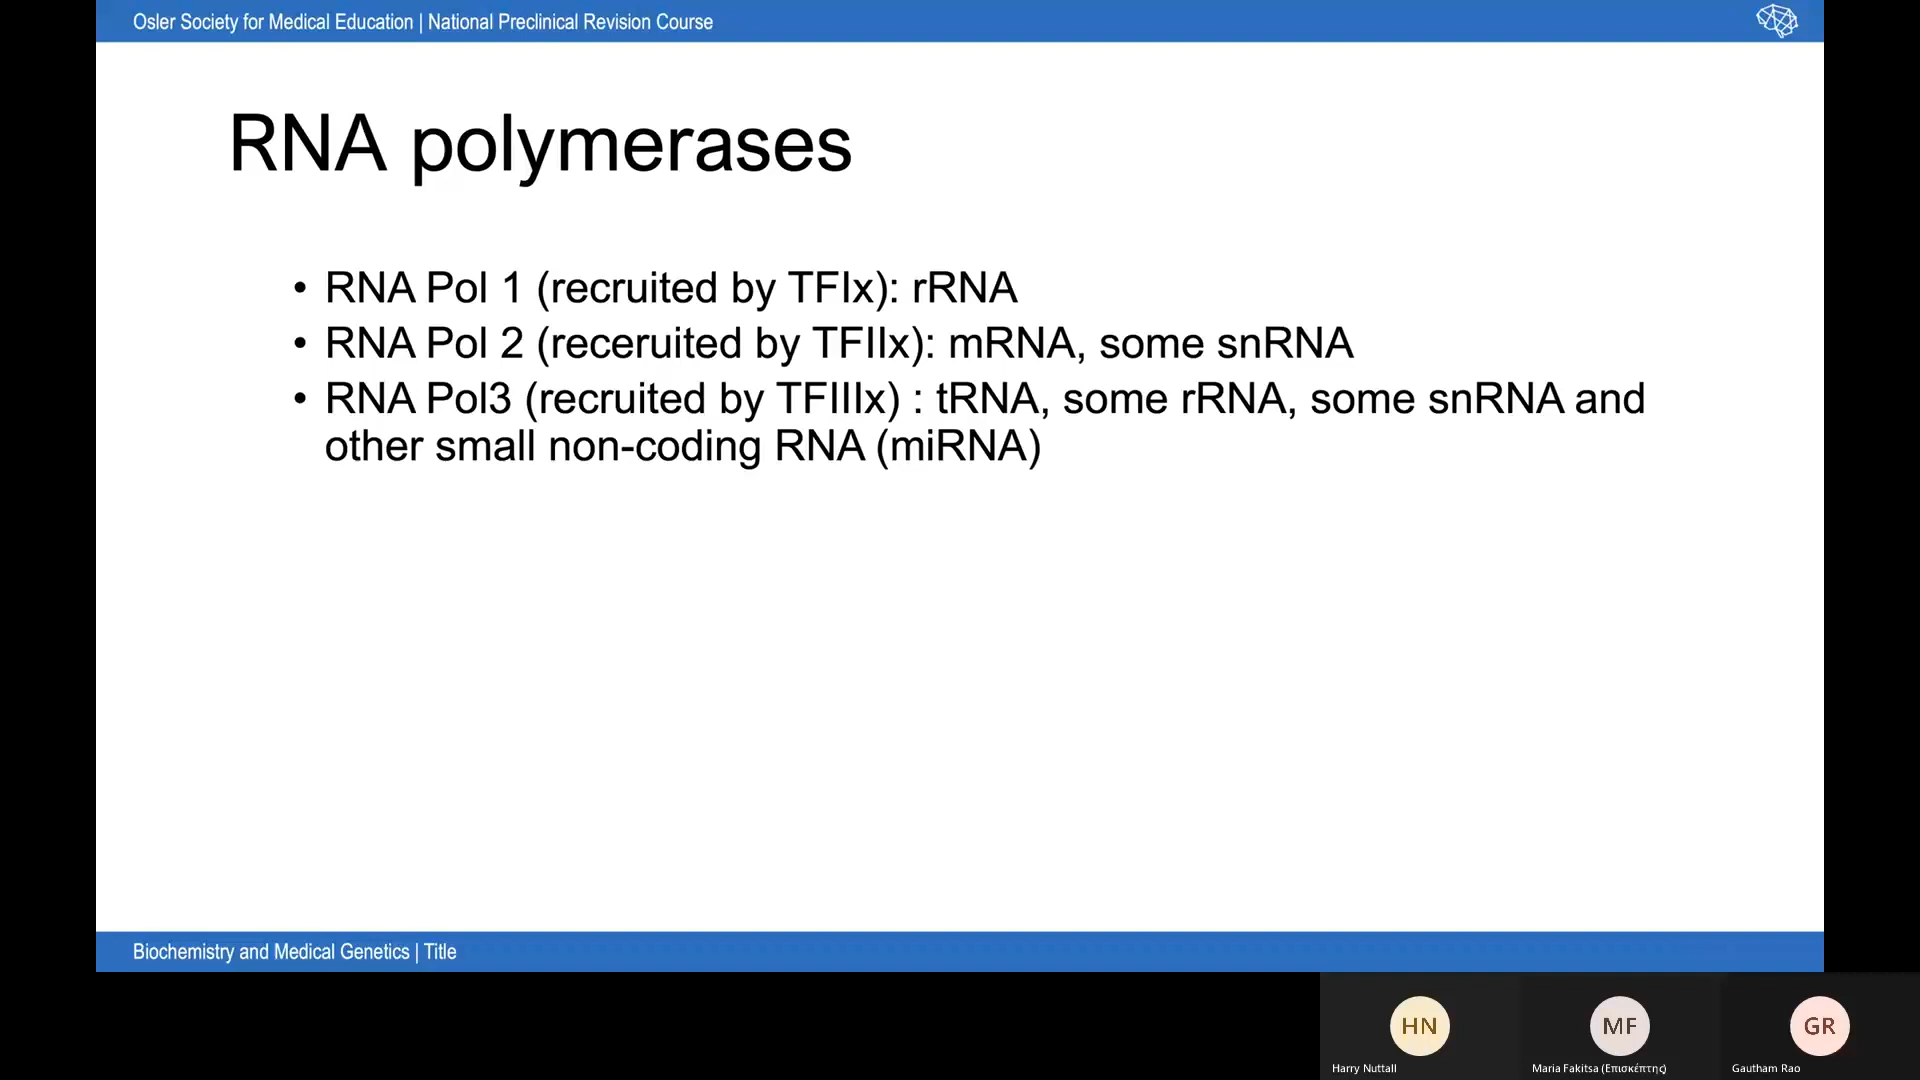 Osler Society for Medical Education | National Preclinical Revision Course
RNA polymerases
• RNA Pol 1 (recruited by TFIx): rRNA
• RNA Pol 2 (receruited by TFIIx): mRNA, some snRNA
• RNA Pol3 (recruited by TFIIIx) : tRNA, some rRNA, some snRNA and
other small non-coding RNA (miRNA)
Biochemistry and Medical Genetics | Title
HN
MF
GR
Harry Nuttall
Maria Fakitsa (Επισκέπτης)
Gautham Rao